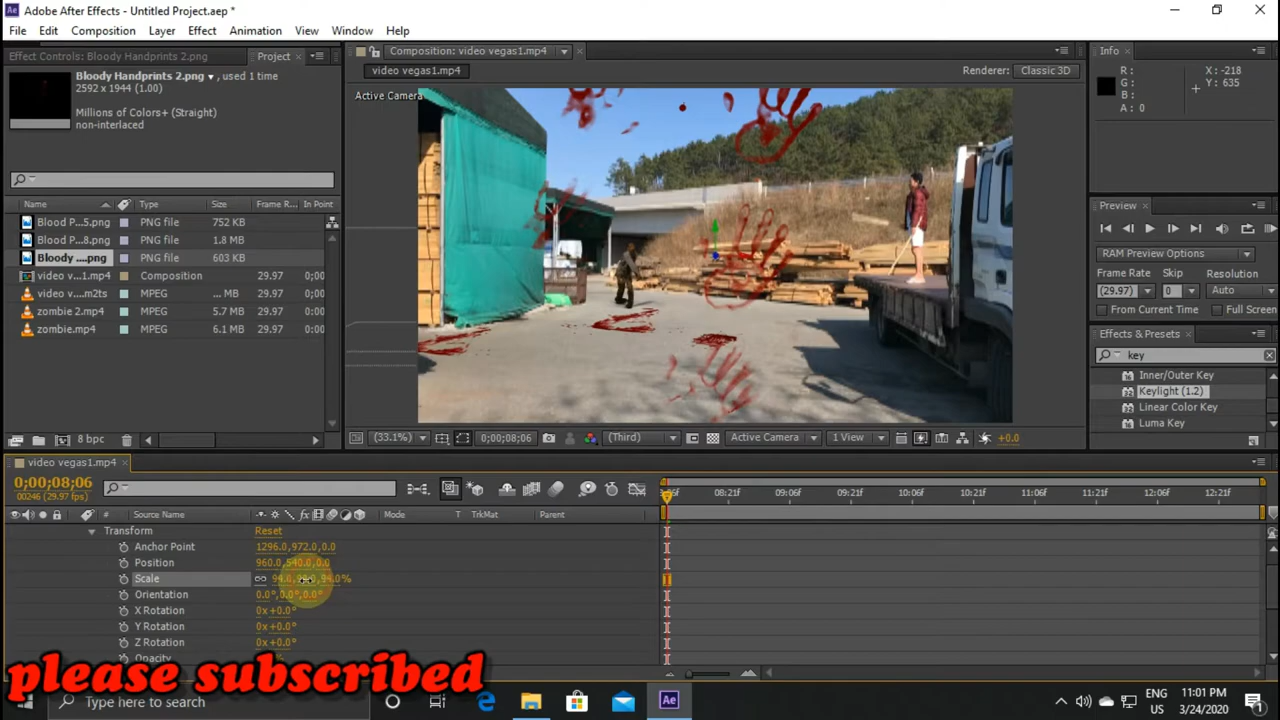 Adobe After Effects - Untitled Project.aep *
File Edit Composition Layer Effect Animation View Window Help
Effect Controls: Bloody Handprints 2.png Project
Bloody Handprints 2.png, used 1 time
2592 x 1944 (1.00)
Millions of Colors+ (Straight)
non-interlaced
Name Type Size Frame R... In Point
Blood P...5.png PNG file 752 KB
Blood P...8.png PNG file 1.8 MB
Bloody ....png PNG file 603 KB
video v...1.mp4 Composition 29.97 0;00
video v....m2ts MPEG ... MB 29.97 0;00
zombie 2.mp4 MPEG 5.7 MB 29.97 0;00
zombie.mp4 MPEG 6.1 MB 29.97 0;00
8 bpc
Composition: video vegas1.mp4
video vegas1.mp4
Renderer: Classic 3D
Active Camera
(33.1%) 0;00;08;06 (Third) Active Camera 1 View +0.0
Info
R : X : -218
G : Y : 635
B :
A : 0
Preview
RAM Preview Options
Frame Rate Skip Resolution
(29.97) 0 Auto
From Current Time Full Screen
Effects & Presets
key
Inner/Outer Key
Keylight (1.2)
Linear Color Key
Luma Key
video vegas1.mp4
0;00;08;06
00246 (29.97 fps)
08:21f 09:06f 09:21f 10:06f 10:21f 11:06f 11:21f 12:06f 12:21f
# Source Name Mode T TrkMat Parent
Transform Reset
Anchor Point 1296.0,972.0,0.0
Position 960.0,540.0,0.0
Scale
Orientation 0.0°,0.0°,0.0°
X Rotation 0x+0.0°
Y Rotation 0x+0.0°
Z Rotation 0x+0.0°
Opacity
please subscribed
Type here to search
ENG
US
11:01 PM
3/24/2020